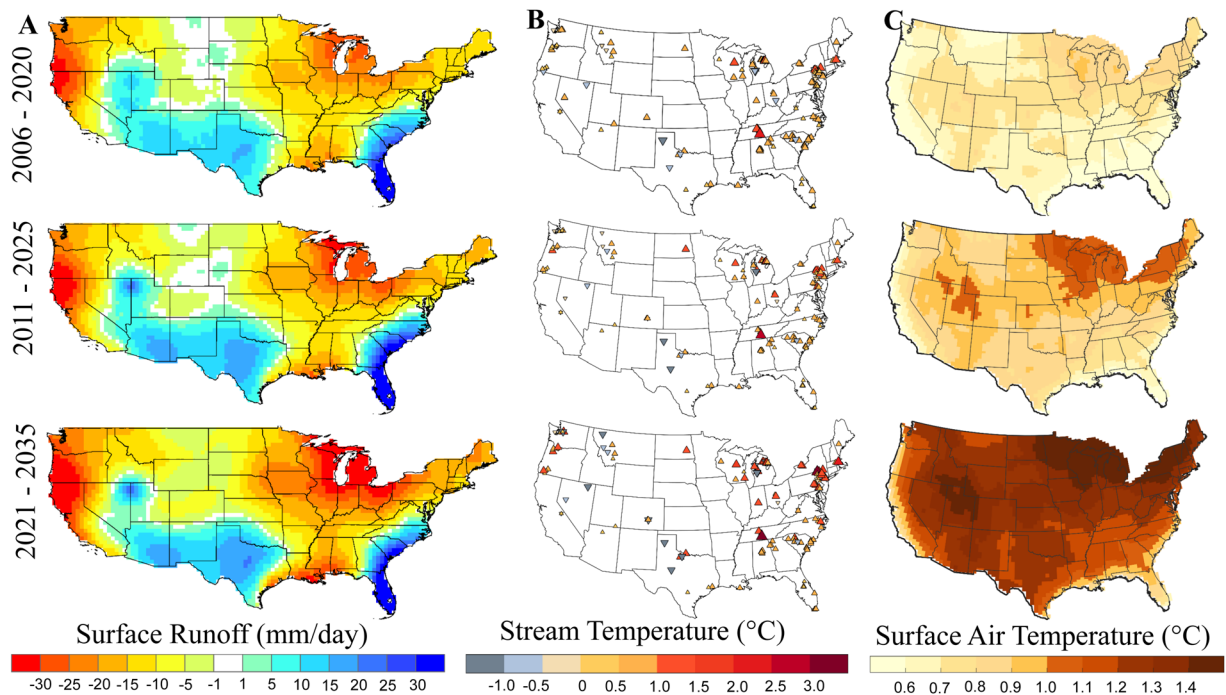 A
B
C
2006 - 2020
2011 - 2025
2021 - 2035
Surface Runoff (mm/day)
-30 -25 -20 -15 -10 -5 -1 1 5 10 15 20 25 30
Stream Temperature (°C)
-1.0 -0.5 0 0.5 1.0 1.5 2.0 2.5 3.0
Surface Air Temperature (°C)
0.6 0.7 0.8 0.9 1.0 1.1 1.2 1.3 1.4